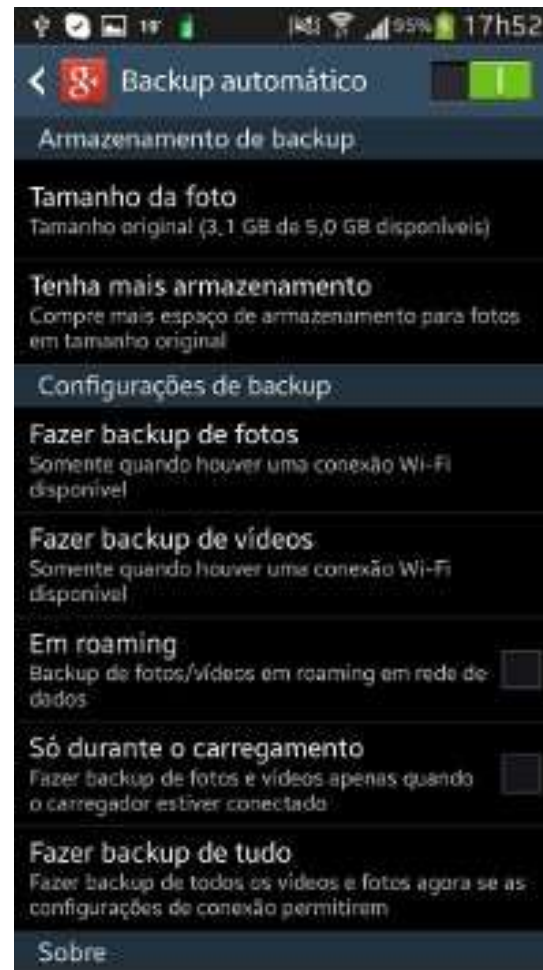 19° 95% 17h52
Backup automático
Armazenamento de backup
Tamanho da foto
Tamanho original (3,1 GB de 5,0 GB disponíveis)
Tenha mais armazenamento
Compre mais espaço de armazenamento para fotos
em tamanho original
Configurações de backup
Fazer backup de fotos
Somente quando houver uma conexão Wi-Fi
disponível
Fazer backup de vídeos
Somente quando houver uma conexão Wi-Fi
disponível
Em roaming
Backup de fotos/vídeos em roaming em rede de
dados
Só durante o carregamento
Fazer backup de fotos e vídeos apenas quando
o carregador estiver conectado
Fazer backup de tudo
Fazer backup de todos os vídeos e fotos agora se as
configurações de conexão permitirem
Sobre